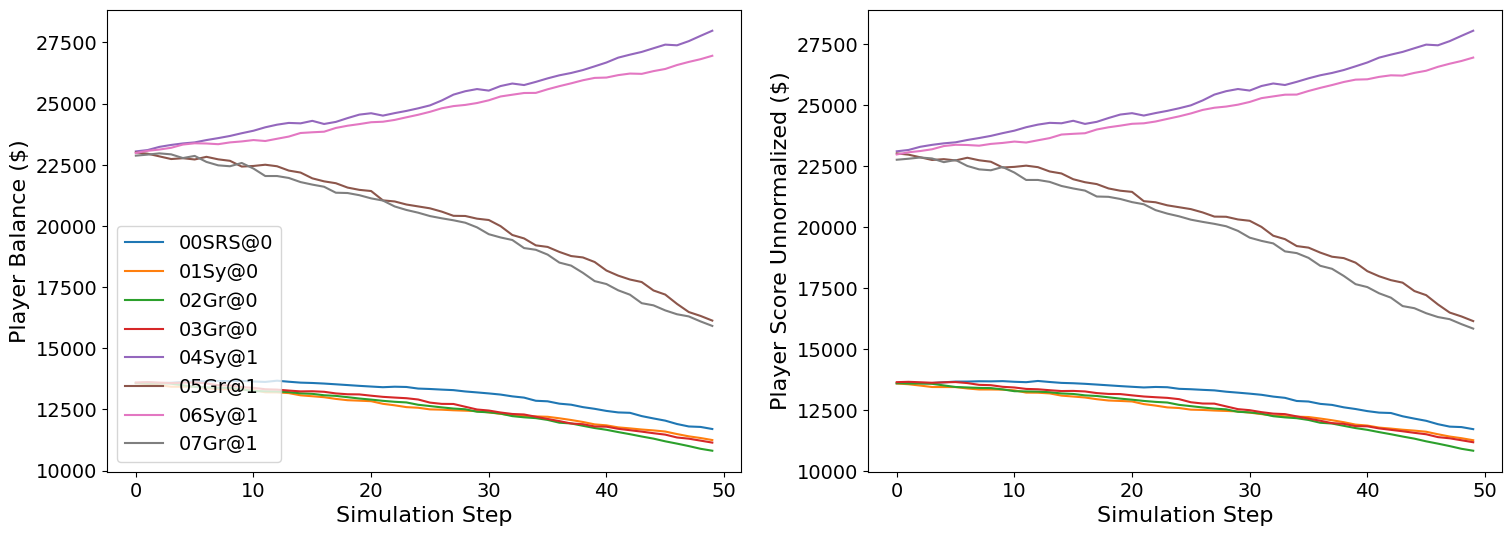 Player Balance ($)
27500
25000
22500
20000
17500
15000
12500
10000
00SRS@0
01Sy@0
02Gr@0
03Gr@0
04Sy@1
05Gr@1
06Sy@1
07Gr@1
0 10 20 30 40 50
Simulation Step
Player Score Unnormalized ($)
27500
25000
22500
20000
17500
15000
12500
10000
0 10 20 30 40 50
Simulation Step